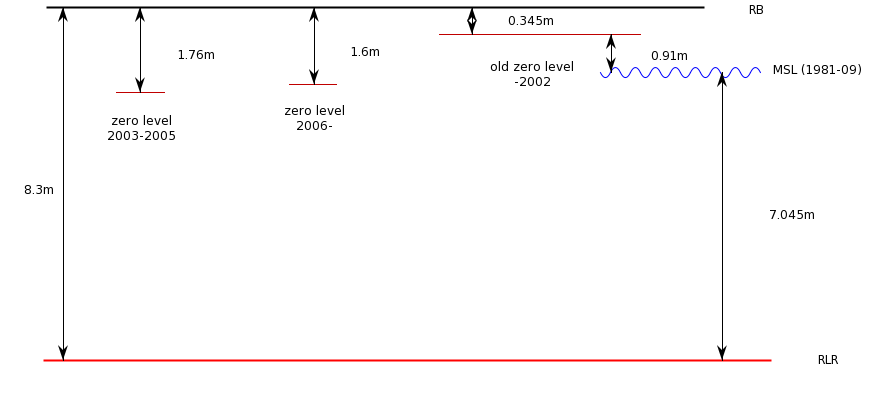 RB
0.345m
1.76m
1.6m
0.91m
old zero level
-2002
MSL (1981-09)
zero level
2003-2005
zero level
2006-
8.3m
7.045m
RLR